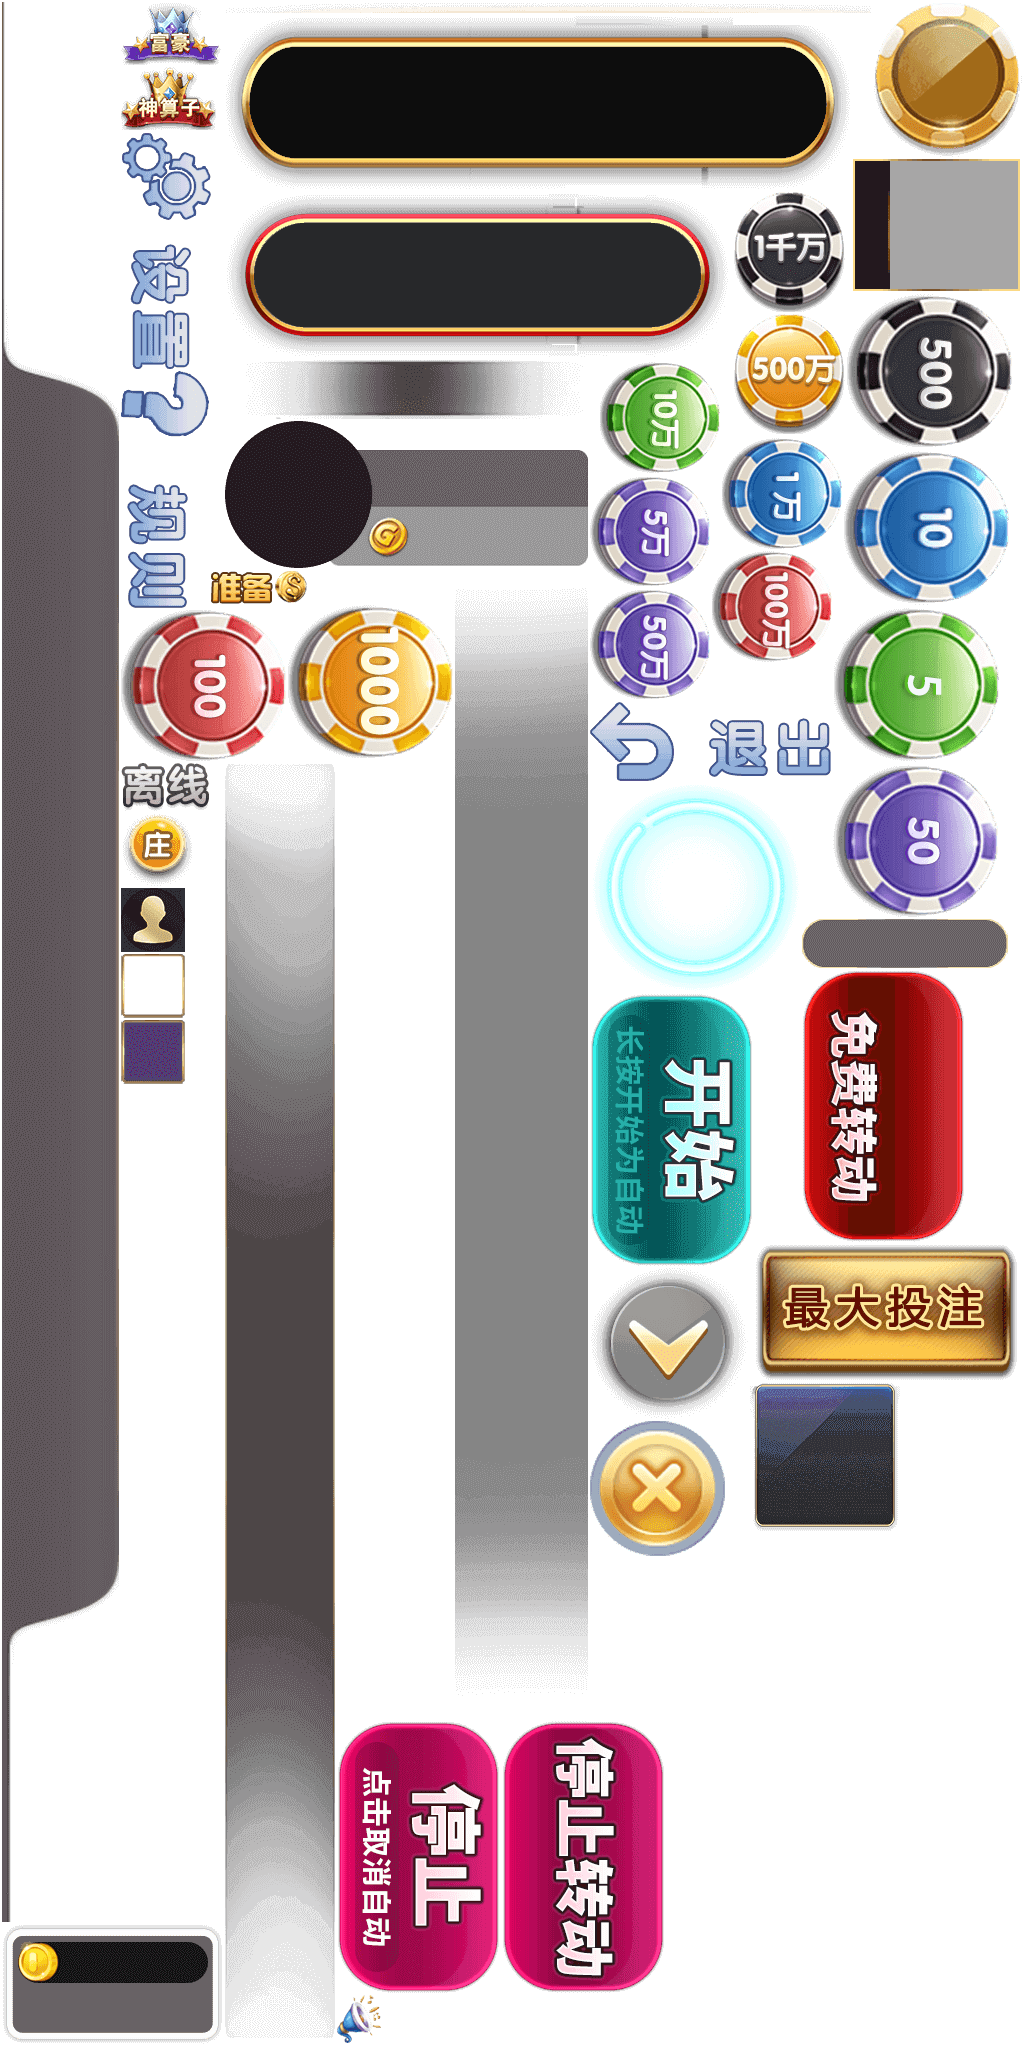 富豪
神算子
设置
规则
1千万
500万
5000
10万
1万
10
5万
100万
50万
5
准备
100
1000
退出
50
离线
庄
开始
长按开始为自动
免费转动
最大投注
停止
点击取消自动
停止转动